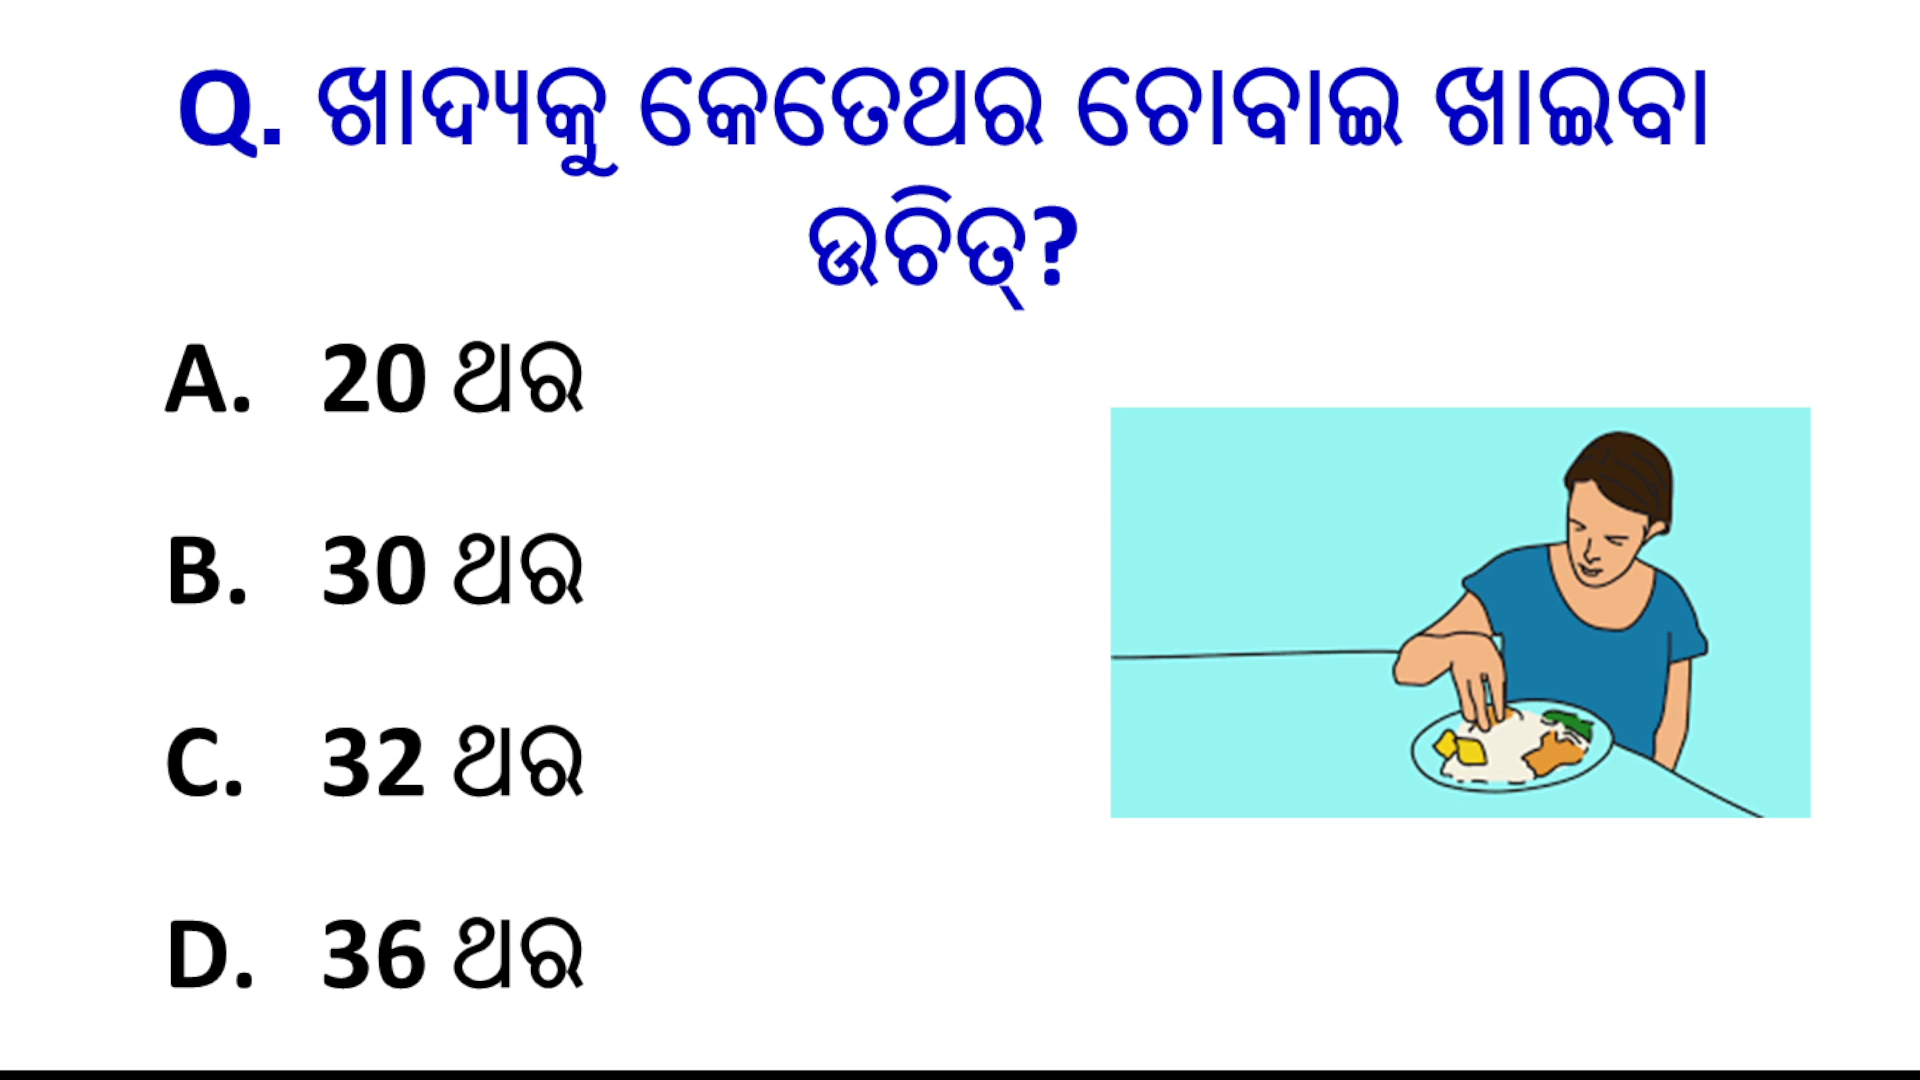 Q. ଖାଦ୍ୟକୁ କେତେଥର ଚୋବାଇ ଖାଇବା
ଉଚିତ୍?
A. 20 ଥର
B. 30 ଥର
C. 32 ଥର
D. 36 ଥର